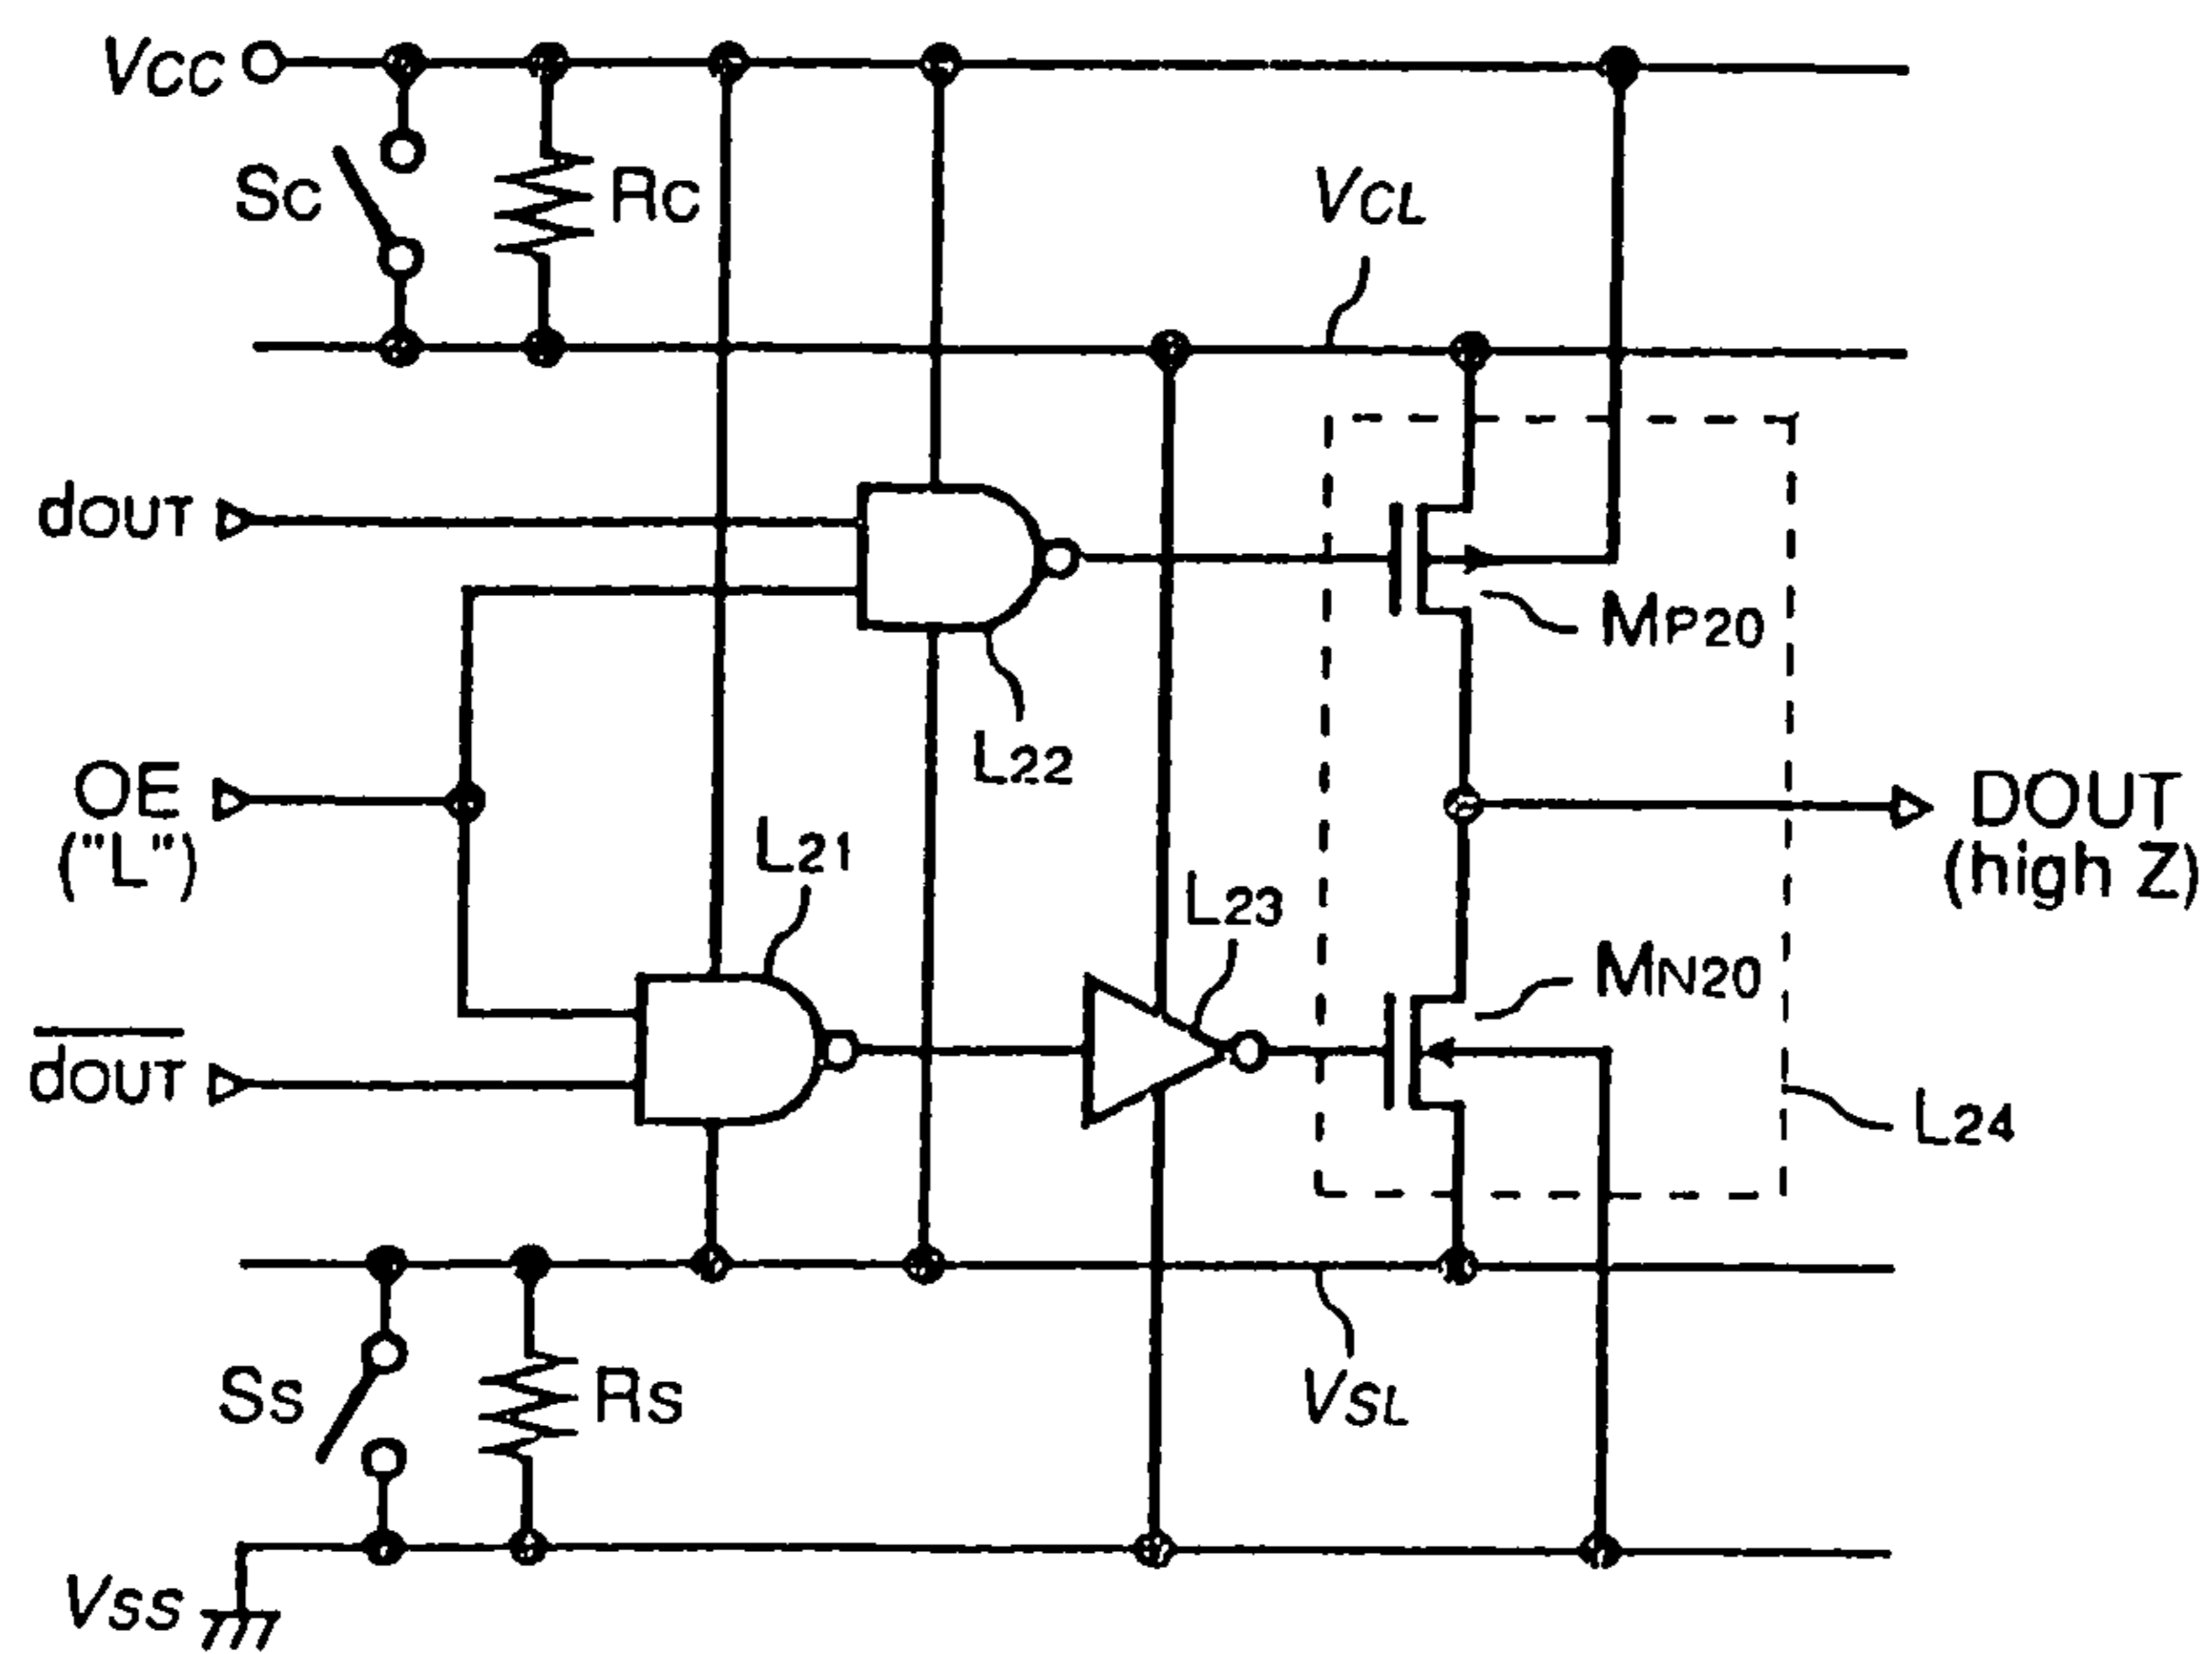 VCC
SC
RC
VCL
dOUT
MP20
L22
OE
("L")
DOUT
(high Z)
L21
L23
MN20
dOUT
L24
SS
RS
VSL
VSS